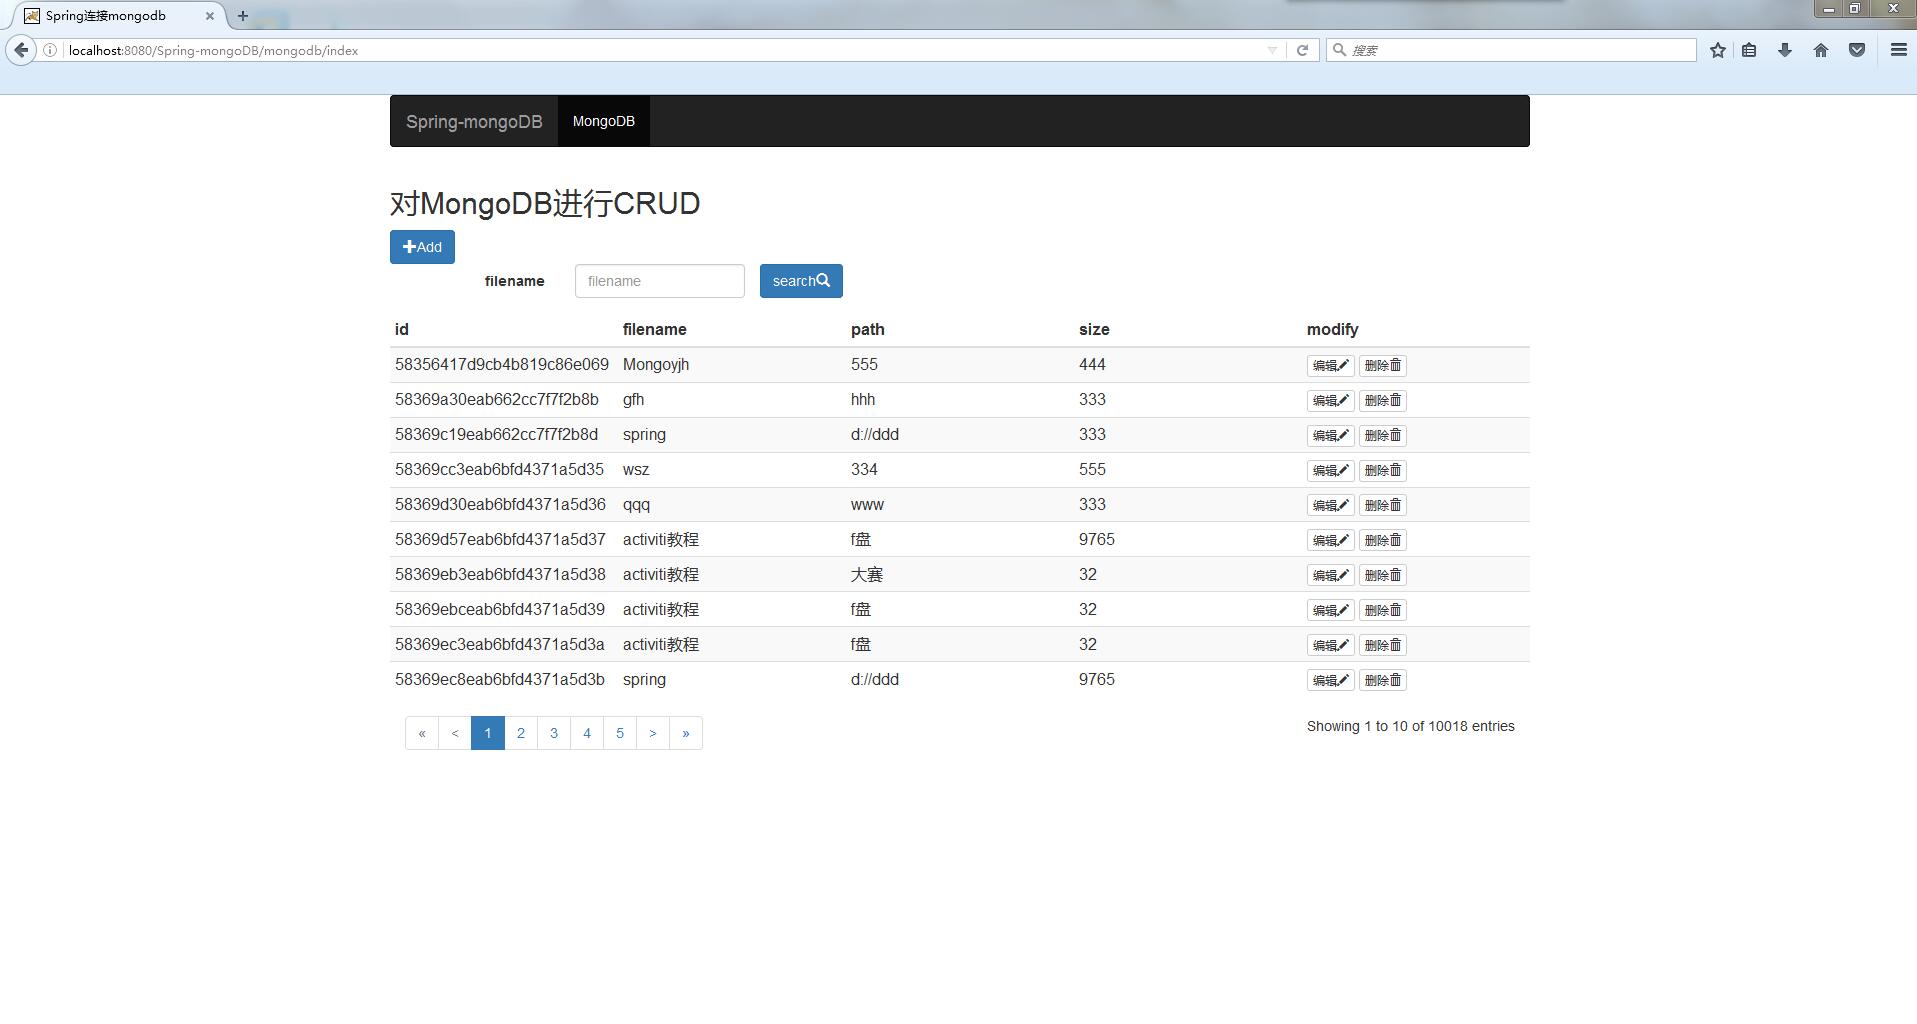 Spring连接mongodb
localhost:8080/Spring-mongoDB/mongodb/index
搜索
Spring-mongoDB MongoDB
对MongoDB进行CRUD
Add
filename filename search
id filename path size modify
58356417d9cb4b819c86e069 Mongoyjh 555 444 编辑 删除
58369a30eab662cc7f7f2b8b gfh hhh 333 编辑 删除
58369c19eab662cc7f7f2b8d spring d://ddd 333 编辑 删除
58369cc3eab6bfd4371a5d35 wsz 334 555 编辑 删除
58369d30eab6bfd4371a5d36 qqq www 333 编辑 删除
58369d57eab6bfd4371a5d37 activiti教程 f盘 9765 编辑 删除
58369eb3eab6bfd4371a5d38 activiti教程 大赛 32 编辑 删除
58369ebceab6bfd4371a5d39 activiti教程 f盘 32 编辑 删除
58369ec3eab6bfd4371a5d3a activiti教程 f盘 32 编辑 删除
58369ec8eab6bfd4371a5d3b spring d://ddd 9765 编辑 删除
« < 1 2 3 4 5 > » Showing 1 to 10 of 10018 entries